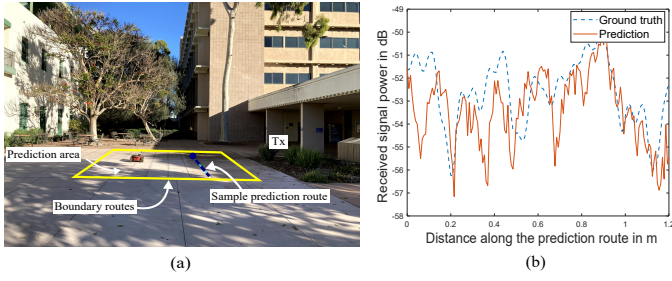 Tx
Prediction area
Sample prediction route
Boundary routes
(a)
Received signal power in dB
-49
-50
-51
-52
-53
-54
-55
-56
-57
-58
0
0.2
0.4
0.6
0.8
1
1.2
Distance along the prediction route in m
Ground truth
Prediction
(b)